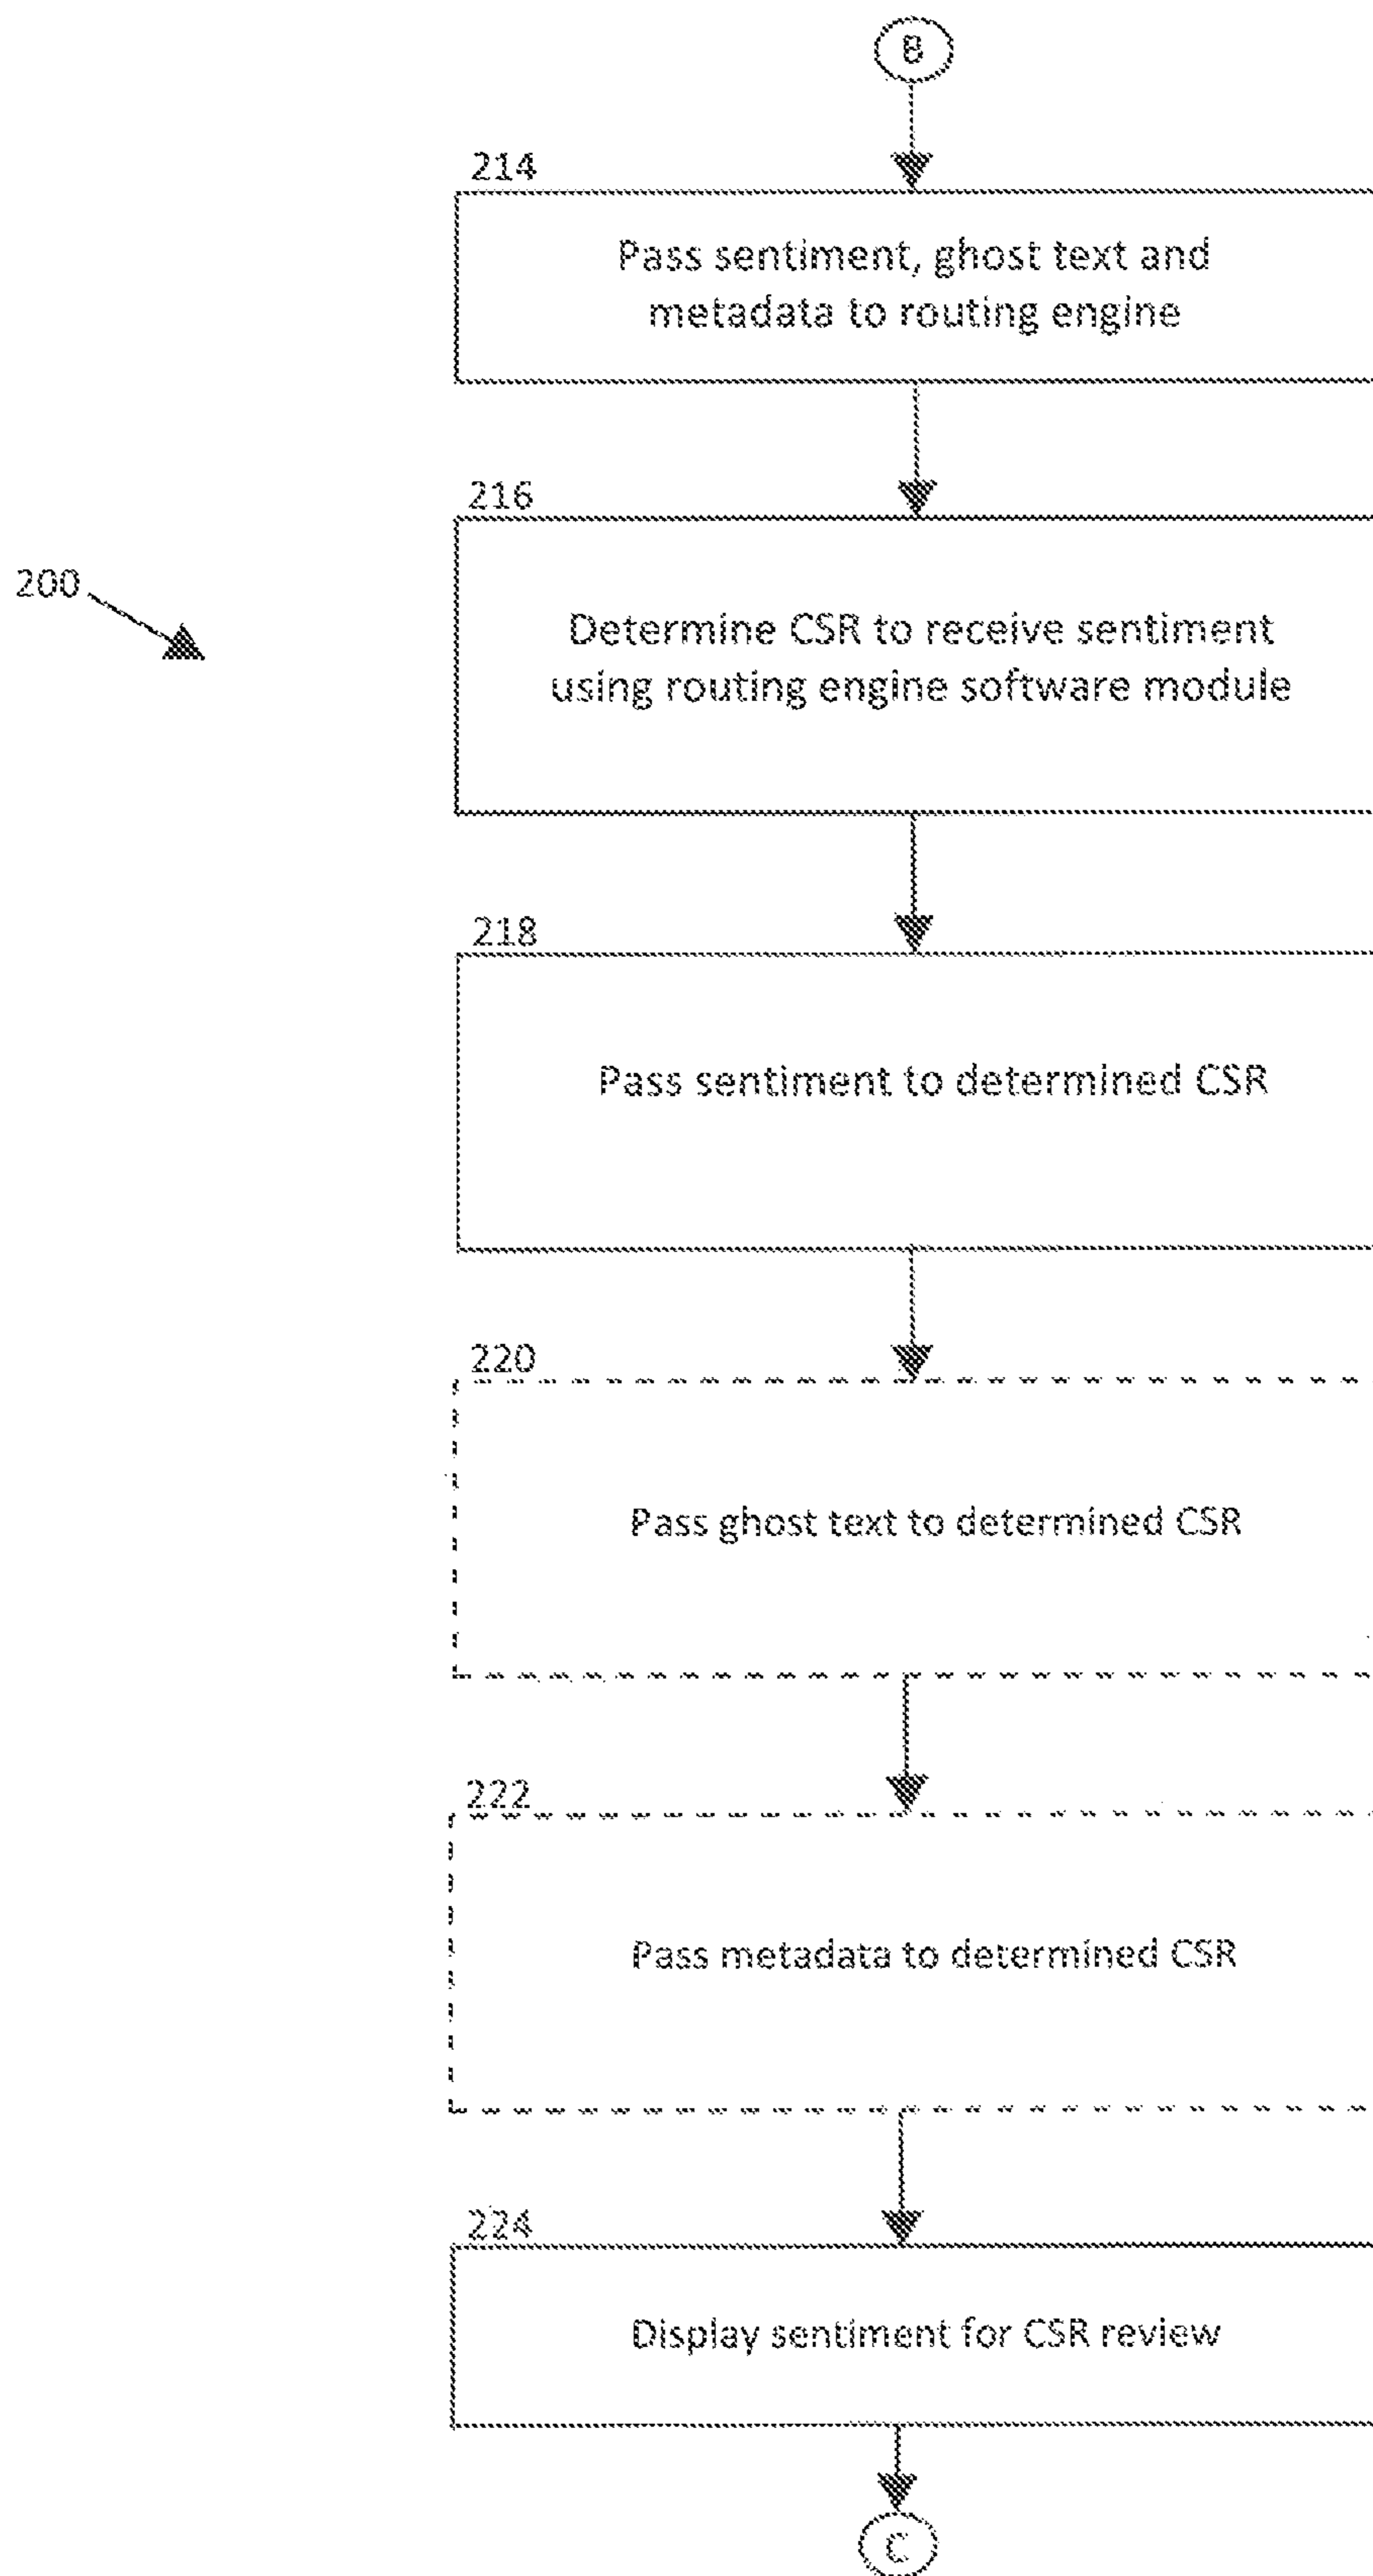 B
214
Pass sentiment, ghost text and
metadata to routing engine
216
200
Determine CSR to receive sentiment
using routing engine software module
218
Pass sentiment to determined CSR
220
Pass ghost text to determined CSR
222
Pass metadata to determined CSR
224
Display sentiment for CSR review
C